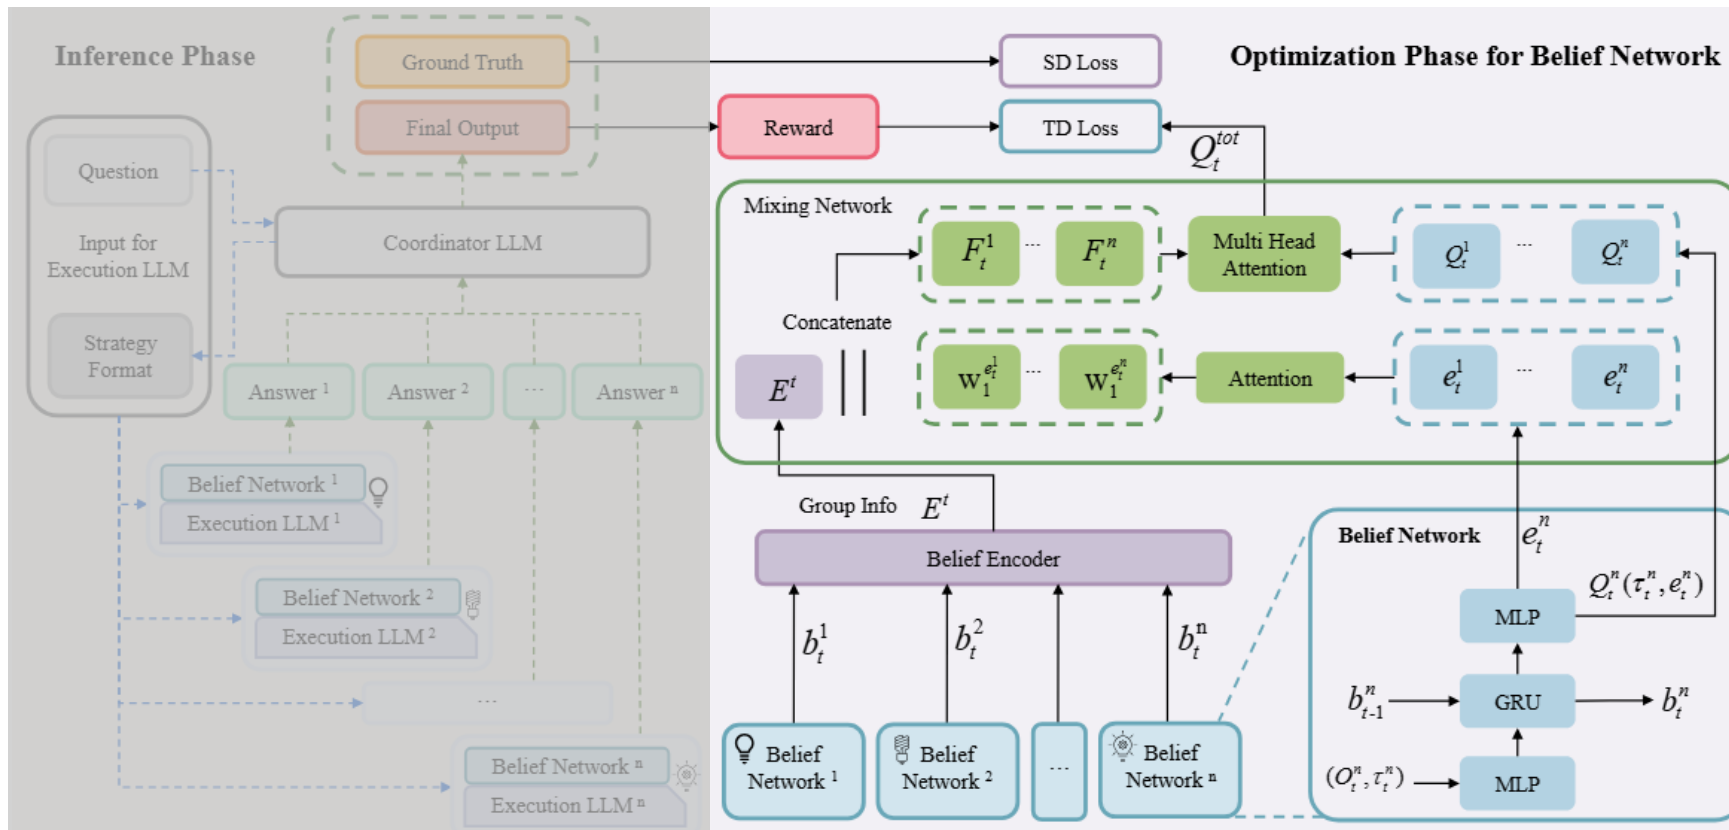 Inference Phase
Ground Truth
Final Output
Question
Input for
Execution LLM
Strategy
Format
Coordinator LLM
Answer 1
Answer 2
...
Answer n
Belief Network 1
Execution LLM 1
Belief Network 2
Execution LLM 2
...
Belief Network n
Execution LLM n
Optimization Phase for Belief Network
SD Loss
Reward
TD Loss
Q_t^{tot}
Mixing Network
F_t^1
...
F_t^n
Multi Head
Attention
Q_t^1
...
Q_t^n
Concatenate
E^t
w_1^{e_t^1}
...
w_1^{e_t^n}
Attention
e_t^1
...
e_t^n
Group Info E^t
Belief Encoder
b_t^1
b_t^2
b_t^n
Belief
Network 1
Belief
Network 2
...
Belief
Network n
Belief Network
e_t^n
Q_t^n(τ_t^n, e_t^n)
MLP
b_{t-1}^n
GRU
b_t^n
(O_t^n, τ_t^n)
MLP